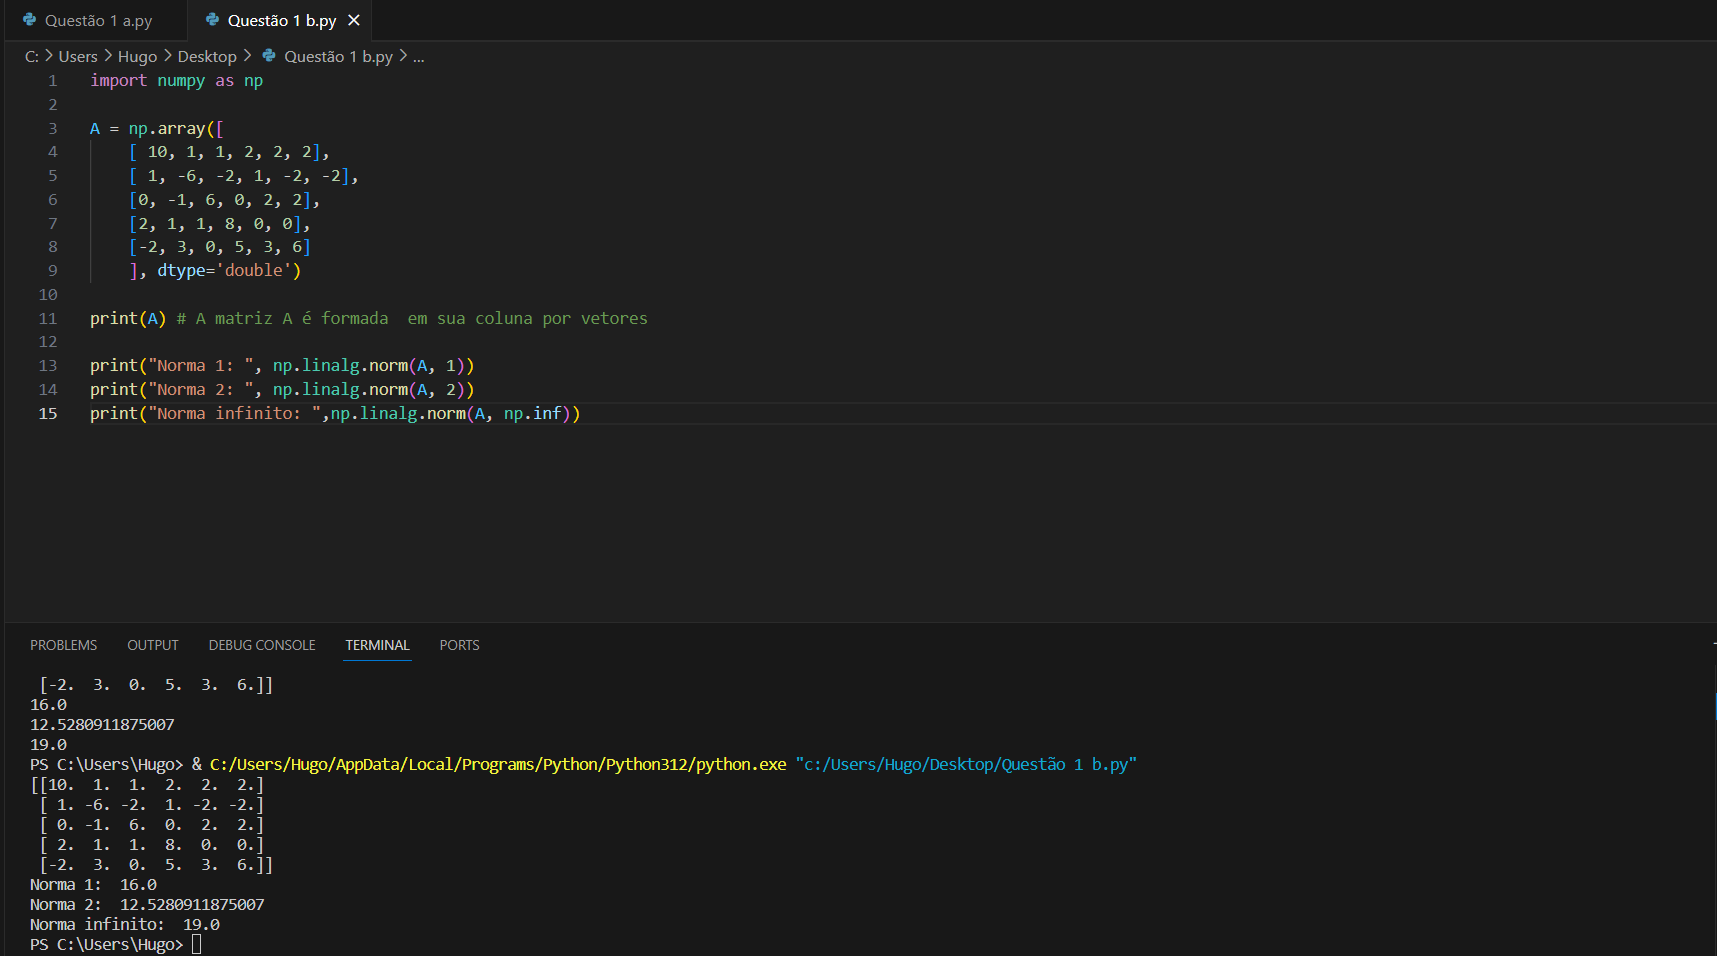 Questão 1 a.py
Questão 1 b.py
C: > Users > Hugo > Desktop > Questão 1 b.py > ...
1 import numpy as np
2
3 A = np.array([
4     [ 10, 1, 1, 2, 2, 2],
5     [ 1, -6, -2, 1, -2, -2],
6     [0, -1, 6, 0, 2, 2],
7     [2, 1, 1, 8, 0, 0],
8     [-2, 3, 0, 5, 3, 6]
9     ], dtype='double')
10
11 print(A) # A matriz A é formada  em sua coluna por vetores
12
13 print("Norma 1: ", np.linalg.norm(A, 1))
14 print("Norma 2: ", np.linalg.norm(A, 2))
15 print("Norma infinito: ",np.linalg.norm(A, np.inf))
PROBLEMS OUTPUT DEBUG CONSOLE TERMINAL PORTS
 [-2.  3.  0.  5.  3.  6.]]
16.0
12.5280911875007
19.0
PS C:\Users\Hugo> & C:/Users/Hugo/AppData/Local/Programs/Python/Python312/python.exe "c:/Users/Hugo/Desktop/Questão 1 b.py"
[[10.  1.  1.  2.  2.  2.]
 [ 1. -6. -2.  1. -2. -2.]
 [ 0. -1.  6.  0.  2.  2.]
 [ 2.  1.  1.  8.  0.  0.]
 [-2.  3.  0.  5.  3.  6.]]
Norma 1:  16.0
Norma 2:  12.5280911875007
Norma infinito:  19.0
PS C:\Users\Hugo>